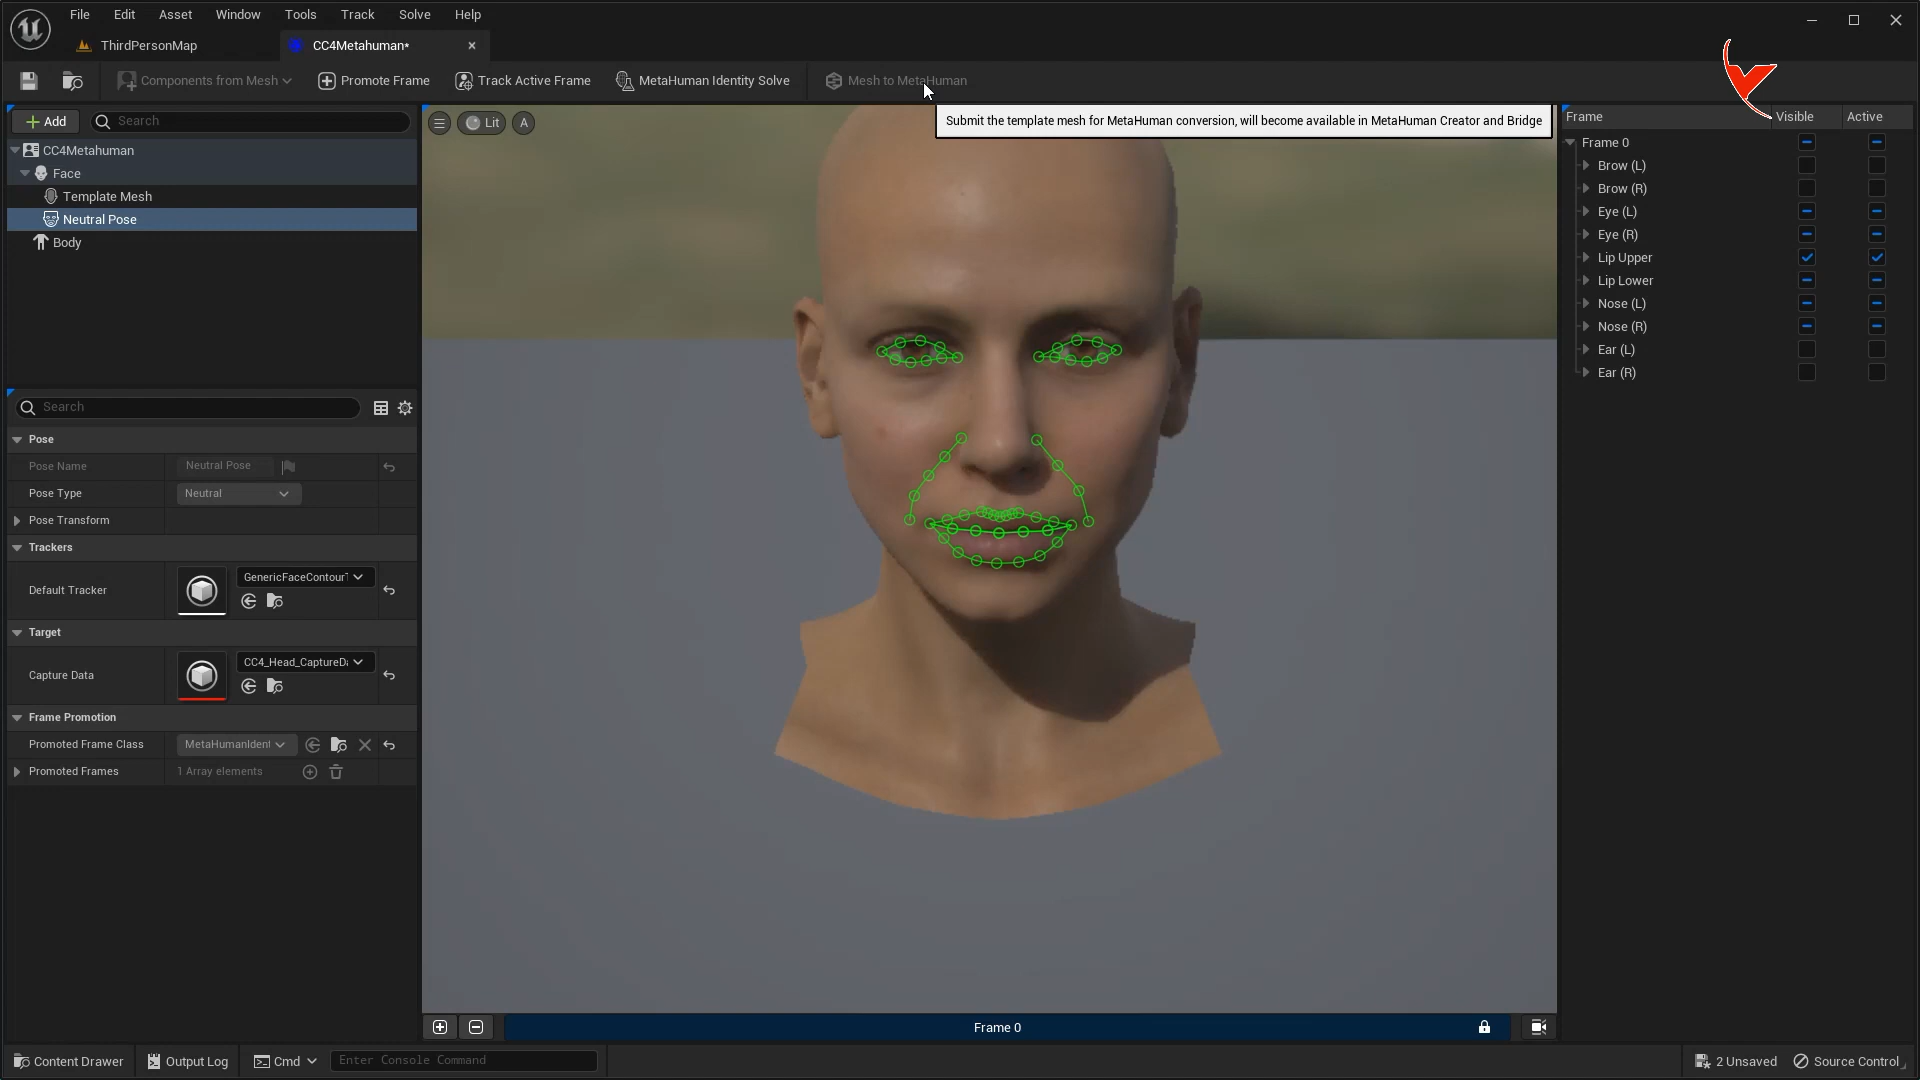 File Edit Asset Window Tools Track Solve Help
ThirdPersonMap
CC4Metahuman*
Components from Mesh
Promote Frame
Track Active Frame
MetaHuman Identity Solve
Mesh to MetaHuman
Submit the template mesh for MetaHuman conversion, will become available in MetaHuman Creator and Bridge
Add
Search
CC4Metahuman
Face
Template Mesh
Neutral Pose
Body
Search
Pose
Pose Name Neutral Pose
Pose Type Neutral
Pose Transform
Trackers
Default Tracker GenericFaceContourT
Target
Capture Data CC4_Head_CaptureDa
Frame Promotion
Promoted Frame Class MetaHumanIdent
Promoted Frames 1 Array elements
Lit
A
Frame 0
Frame Visible Active
Frame 0
Brow (L)
Brow (R)
Eye (L)
Eye (R)
Lip Upper
Lip Lower
Nose (L)
Nose (R)
Ear (L)
Ear (R)
Content Drawer
Output Log
Cmd
Enter Console Command
2 Unsaved
Source Control